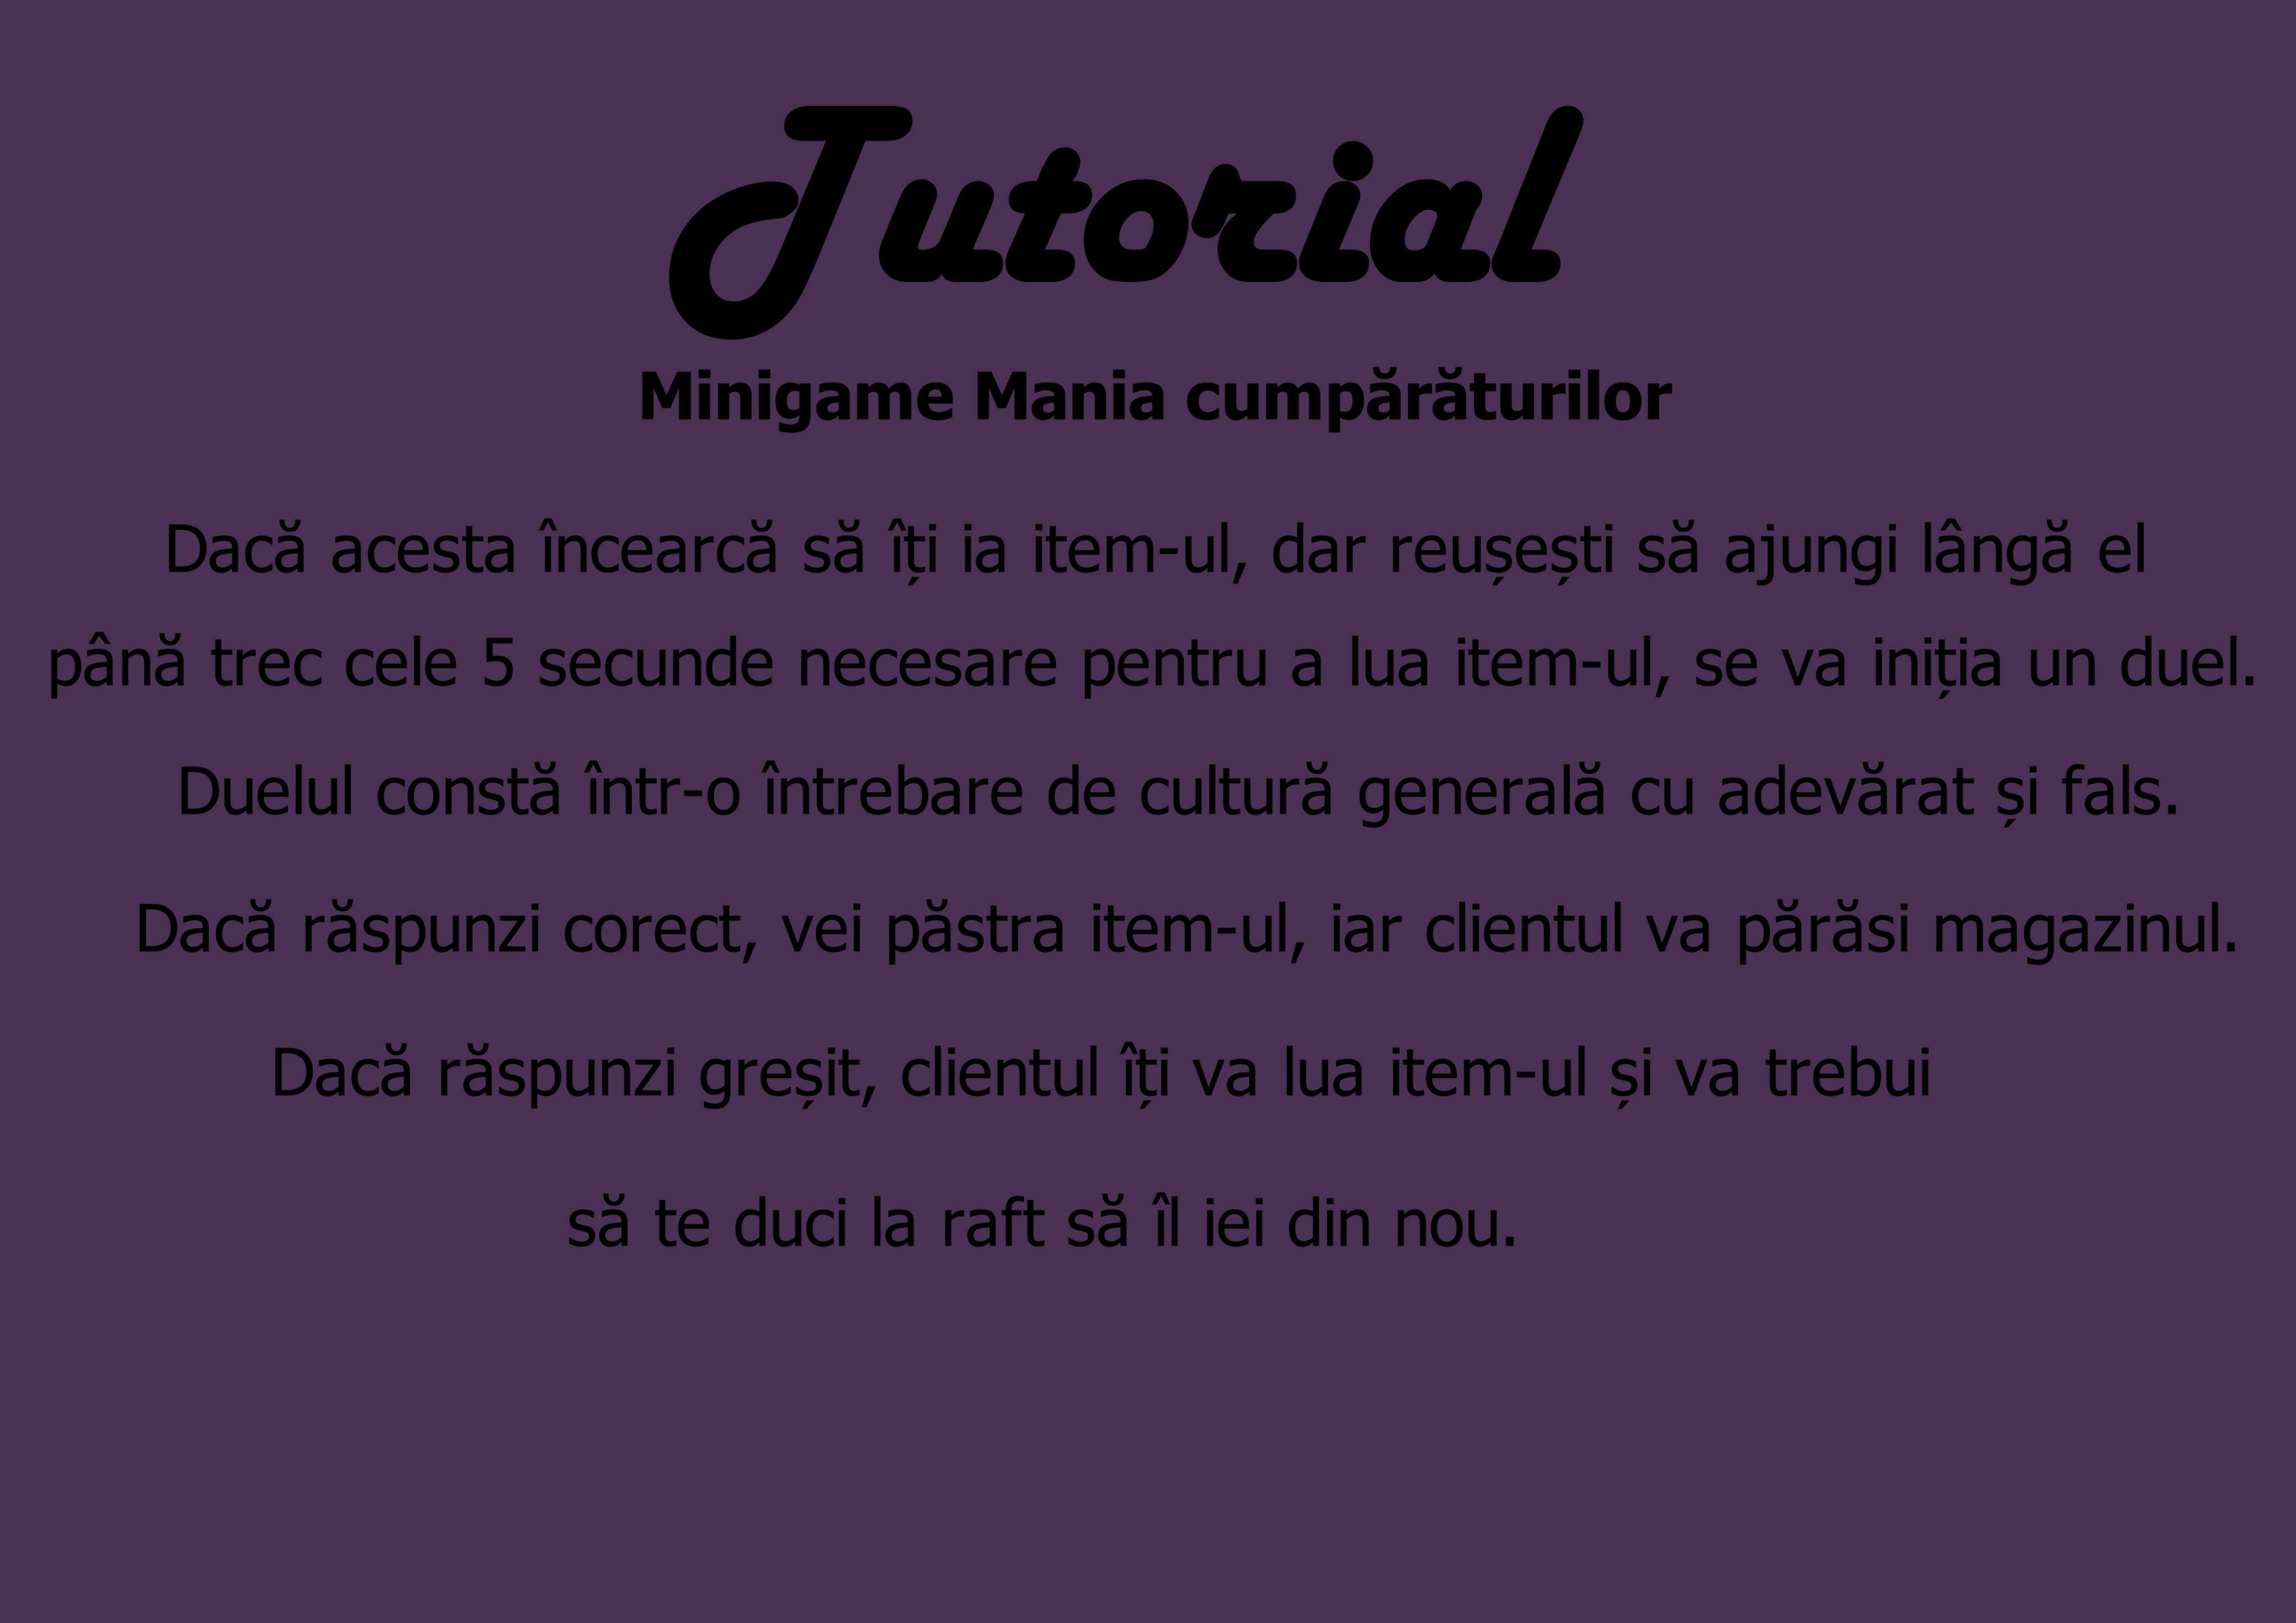 Tutorial
Minigame Mania cumpărăturilor
Dacă acesta încearcă să îți ia item-ul, dar reușești să ajungi lângă el
până trec cele 5 secunde necesare pentru a lua item-ul, se va iniția un duel.
Duelul constă într-o întrebare de cultură generală cu adevărat și fals.
Dacă răspunzi corect, vei păstra item-ul, iar clientul va părăsi magazinul.
Dacă răspunzi greșit, clientul îți va lua item-ul și va trebui
să te duci la raft să îl iei din nou.